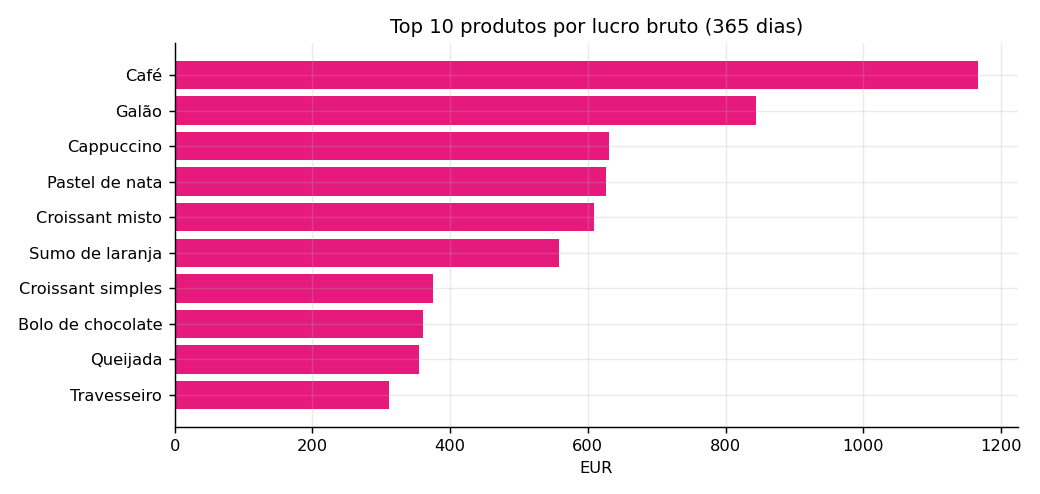 Top 10 produtos por lucro bruto (365 dias)
Café
Galão
Cappuccino
Pastel de nata
Croissant misto
Sumo de laranja
Croissant simples
Bolo de chocolate
Queijada
Travesseiro
0 200 400 600 800 1000 1200
EUR